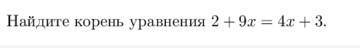 Найдите корень уравнения 2 + 9x = 4x + 3.